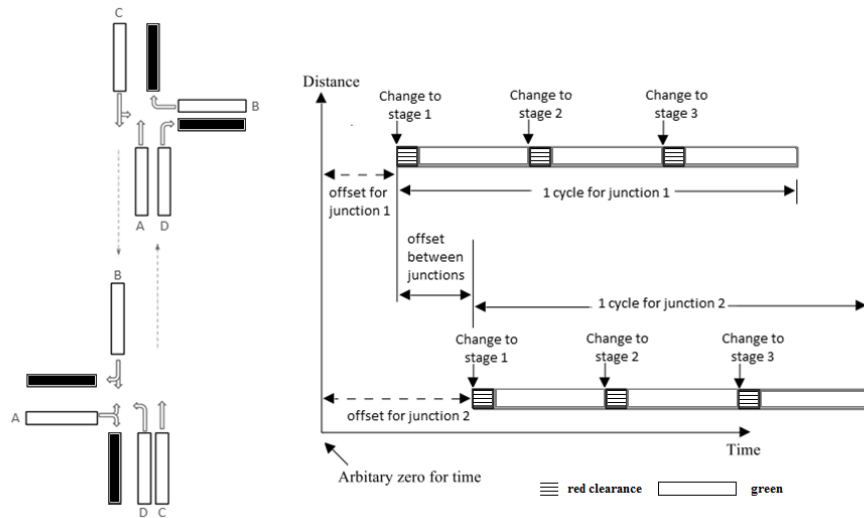 C
B
A
D
B
A
D
C
Distance
Change to
stage 1
Change to
stage 2
Change to
stage 3
offset for
junction 1
1 cycle for junction 1
offset
between
junctions
1 cycle for junction 2
Change to
stage 1
Change to
stage 2
Change to
stage 3
offset for junction 2
Time
Arbitary zero for time
red clearance
green